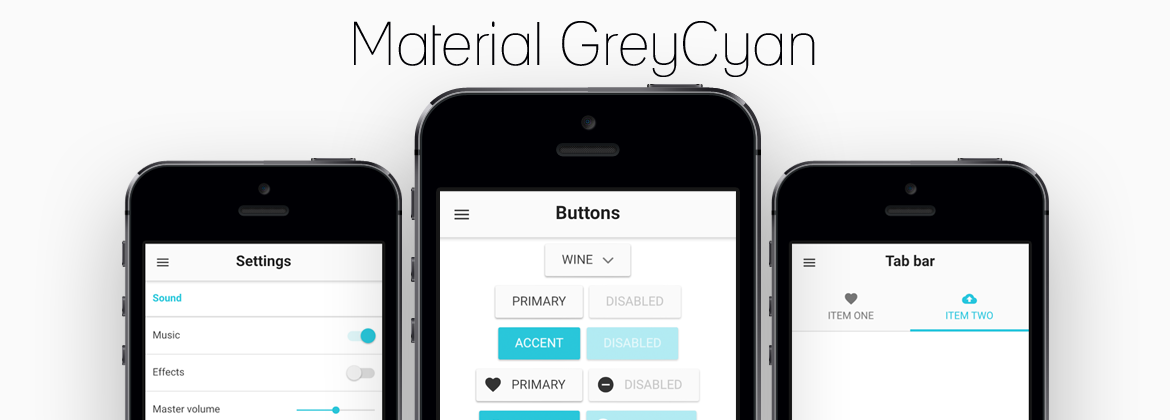 Material GreyCyan
Settings
Sound
Music
Effects
Master volume
Buttons
WINE
PRIMARY DISABLED
ACCENT DISABLED
PRIMARY DISABLED
Tab bar
ITEM ONE ITEM TWO